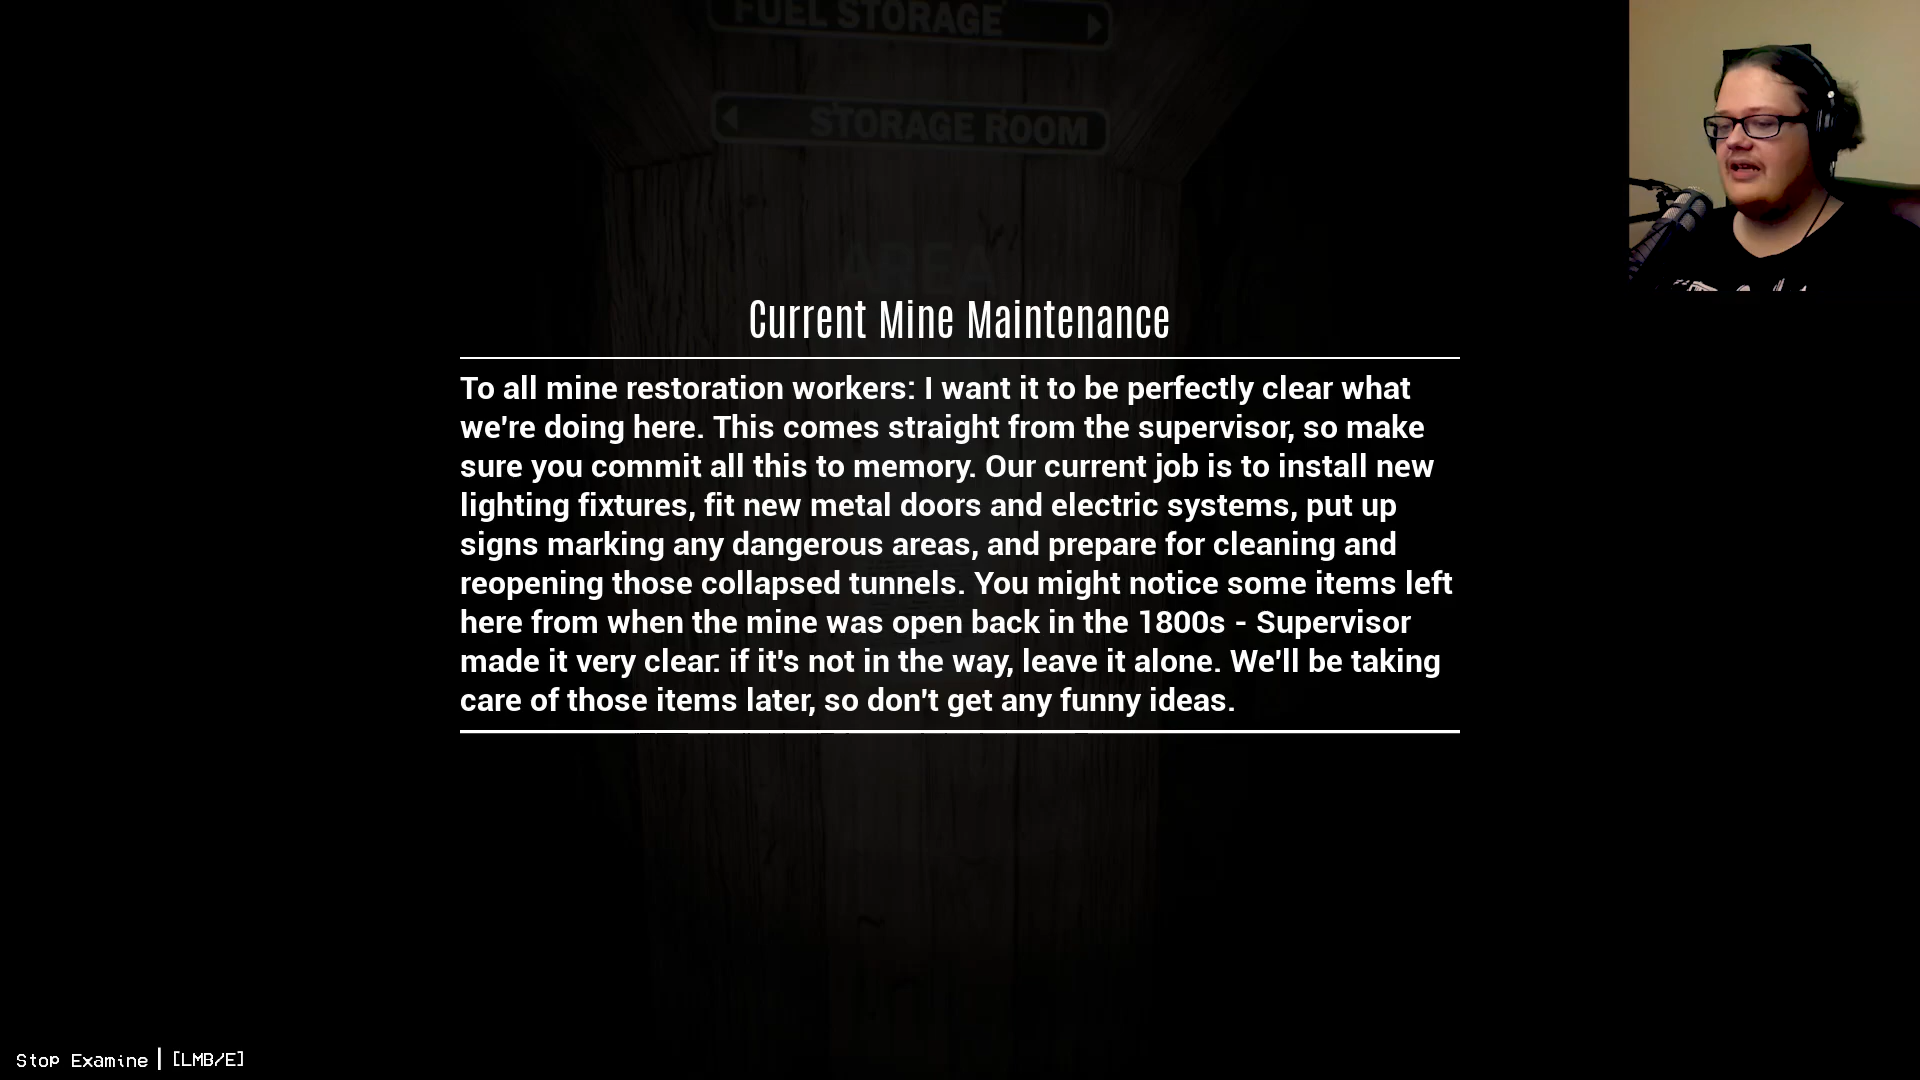 FUEL STORAGE
STORAGE ROOM
AREA
Current Mine Maintenance
To all mine restoration workers: I want it to be perfectly clear what
we're doing here. This comes straight from the supervisor, so make
sure you commit all this to memory. Our current job is to install new
lighting fixtures, fit new metal doors and electric systems, put up
signs marking any dangerous areas, and prepare for cleaning and
reopening those collapsed tunnels. You might notice some items left
here from when the mine was open back in the 1800s - Supervisor
made it very clear: if it's not in the way, leave it alone. We'll be taking
care of those items later, so don't get any funny ideas.
Stop Examine | [LMB/E]